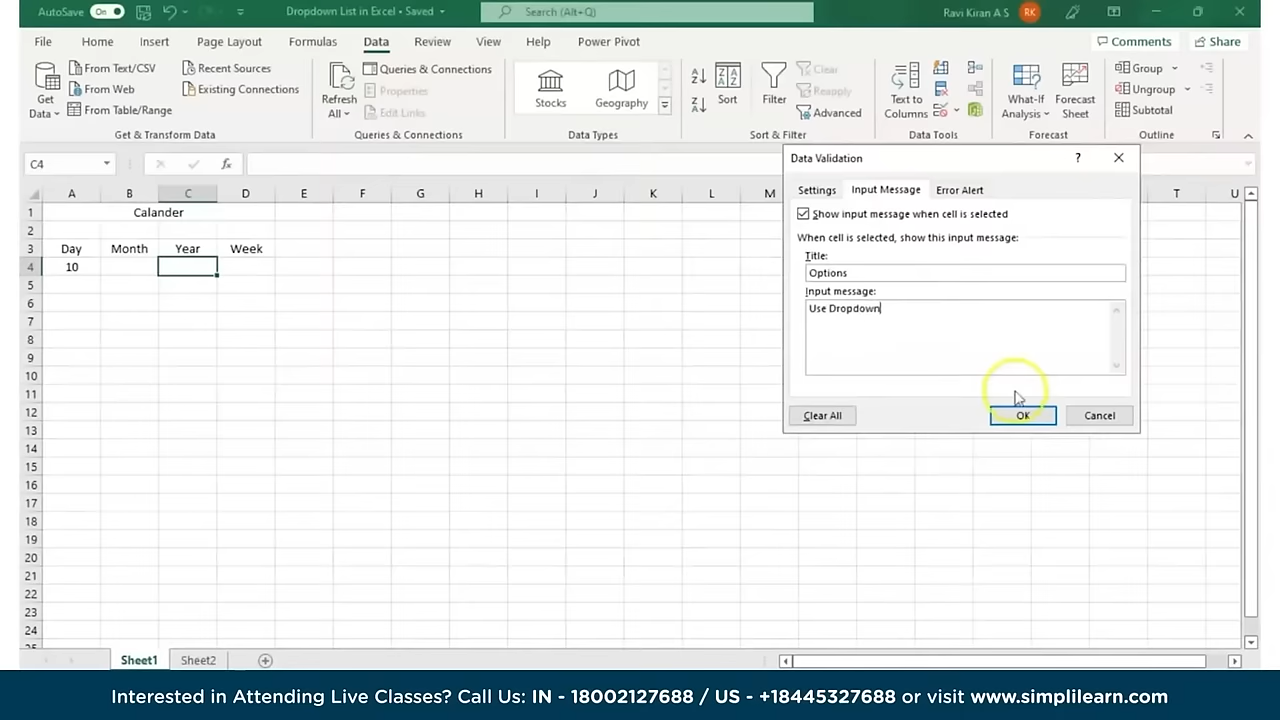 AutoSave On Dropdown List in Excel • Saved Search (Alt+Q) Ravi Kiran A S RK
File Home Insert Page Layout Formulas Data Review View Help Power Pivot Comments Share
From Text/CSV Recent Sources Queries & Connections Clear Group
From Web Existing Connections Properties Reapply Ungroup
From Table/Range Edit Links Advanced Subtotal
Get Data Refresh All Stocks Geography Sort Filter Text to Columns What-If Analysis Forecast Sheet
Get & Transform Data Queries & Connections Data Types Sort & Filter Data Tools Forecast Outline
C4 fx
A B C D E F G H I J K L M T U
1 Calander
2
3 Day Month Year Week
4 10
5
6
7
8
9
10
11
12
13
14
15
16
17
18
19
20
21
22
23
24
25
Data Validation ?
Settings Input Message Error Alert
Show input message when cell is selected
When cell is selected, show this input message:
Title:
Options
Input message:
Use Dropdown
Clear All OK Cancel
Sheet1 Sheet2
Interested in Attending Live Classes? Call Us: IN - 18002127688 / US - +18445327688 or visit www.simplilearn.com